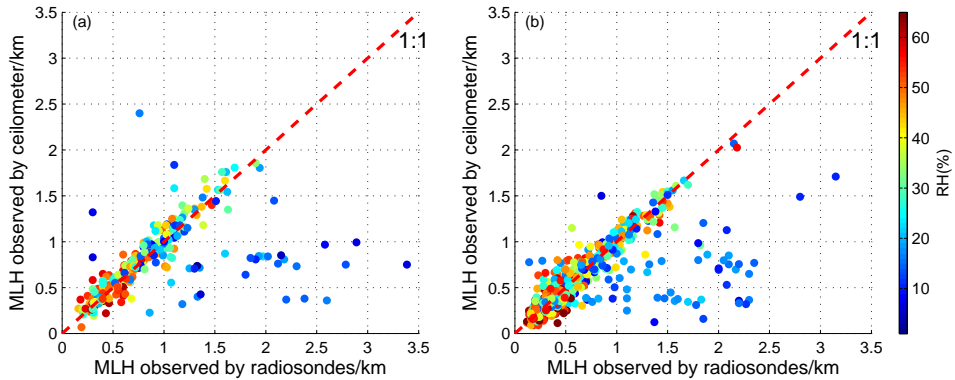 (a)
1:1
MLH observed by ceilometer/km
3.5
3
2.5
2
1.5
1
0.5
0
0 0.5 1 1.5 2 2.5 3 3.5
MLH observed by radiosondes/km
(b)
1:1
MLH observed by ceilometer/km
3.5
3
2.5
2
1.5
1
0.5
0
0 0.5 1 1.5 2 2.5 3 3.5
MLH observed by radiosondes/km
60
50
40
30
20
10
RH(%)